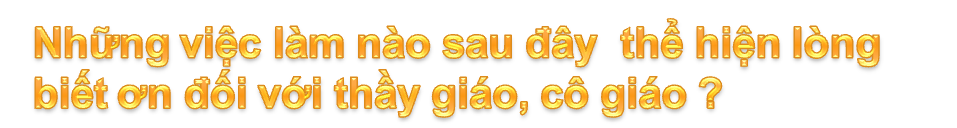 Những việc làm nào sau đây  thể hiện lòng
biết ơn đối với thầy giáo, cô giáo ?